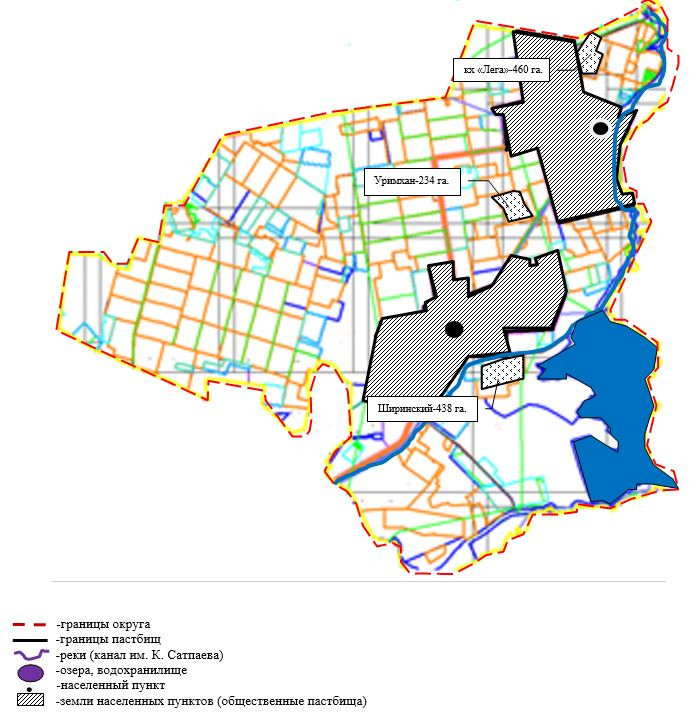 кх «Лега»-460 га.
Уримхан-234 га.
Ширинский-438 га.
-границы округа
-границы пастбищ
-реки (канал им. К. Сатпаева)
-озера, водохранилище
-населенный пункт
-земли населенных пунктов (общественные пастбища)